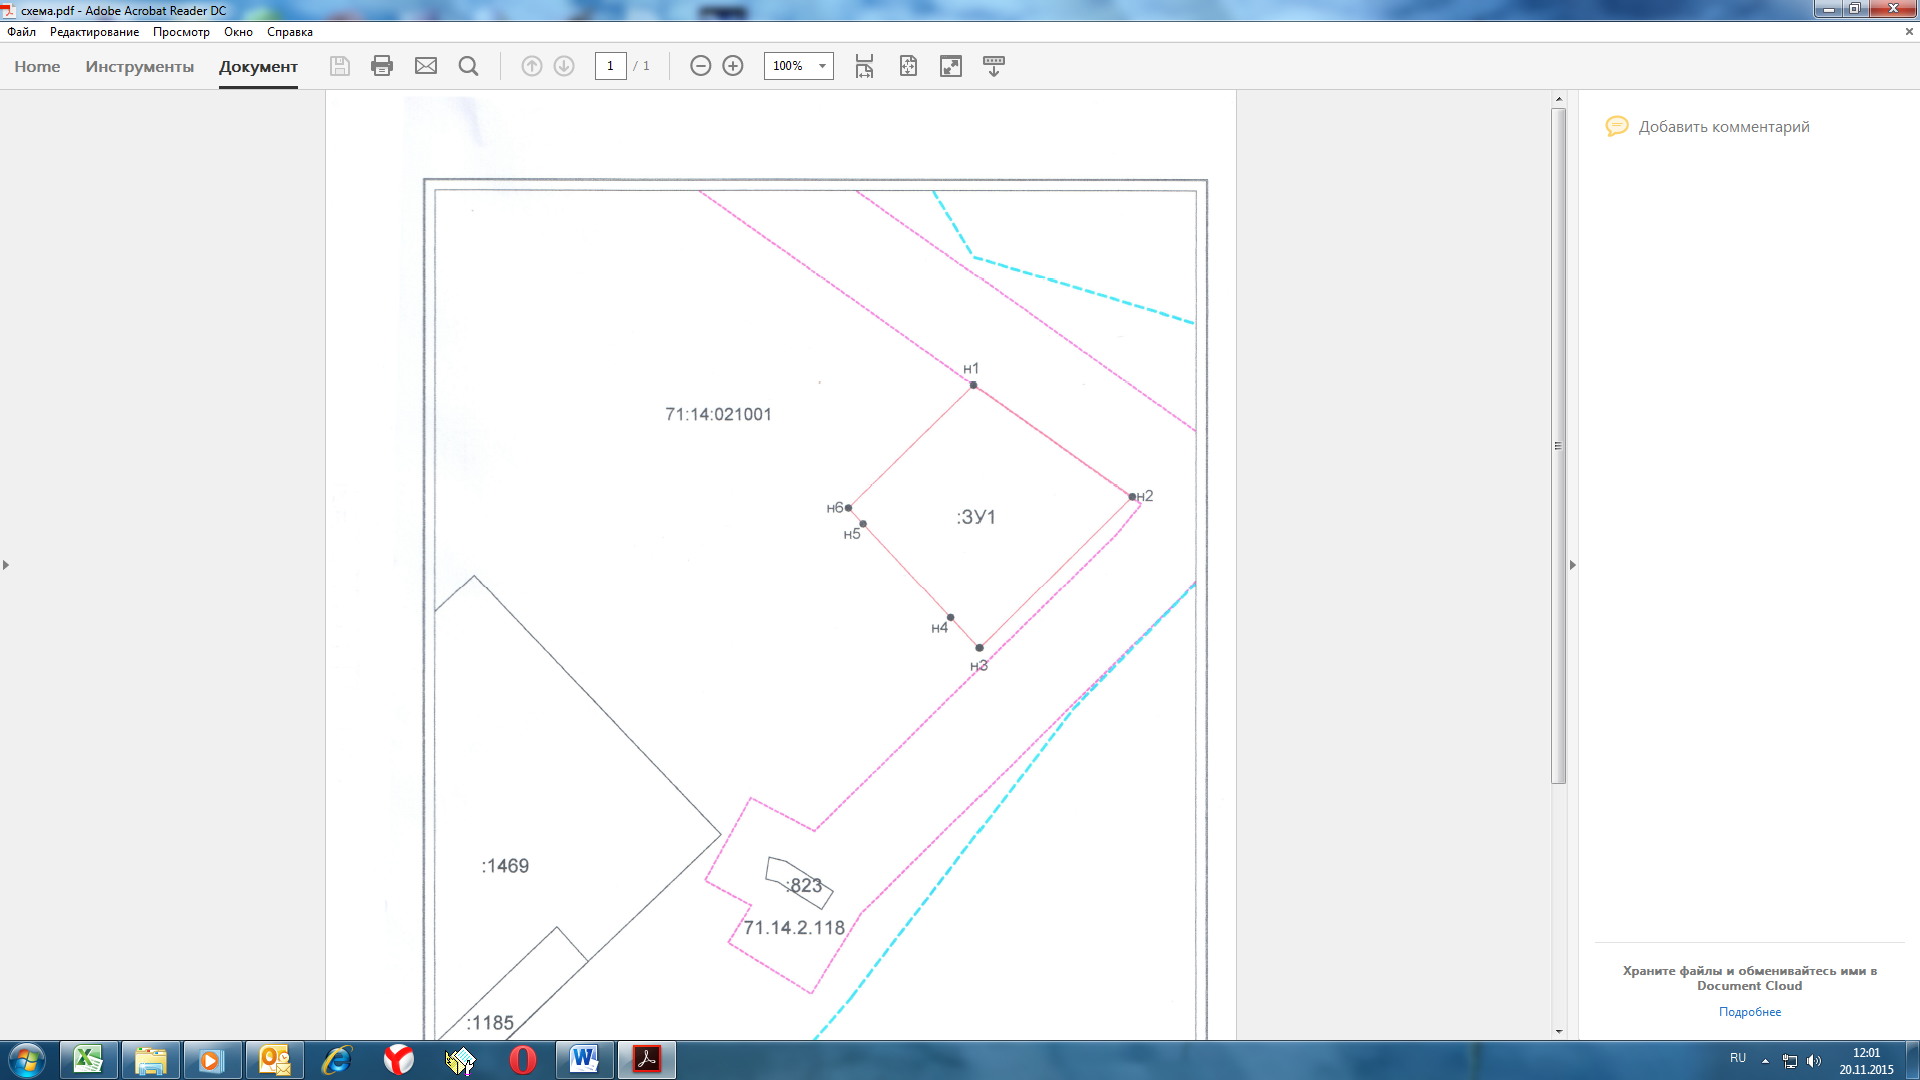 схема.pdf - Adobe Acrobat Reader DC
Файл Редактирование Просмотр Окно Справка
Home Инструменты Документ 1 / 1 100%
Добавить комментарий
н1
71:14:021001
н2
н6
:ЗУ1
н5
н4
н3
:1469
:823
71.14.2.118
:1185
Храните файлы и обменивайтесь ими в
Document Cloud
Подробнее
RU
12:01
20.11.2015